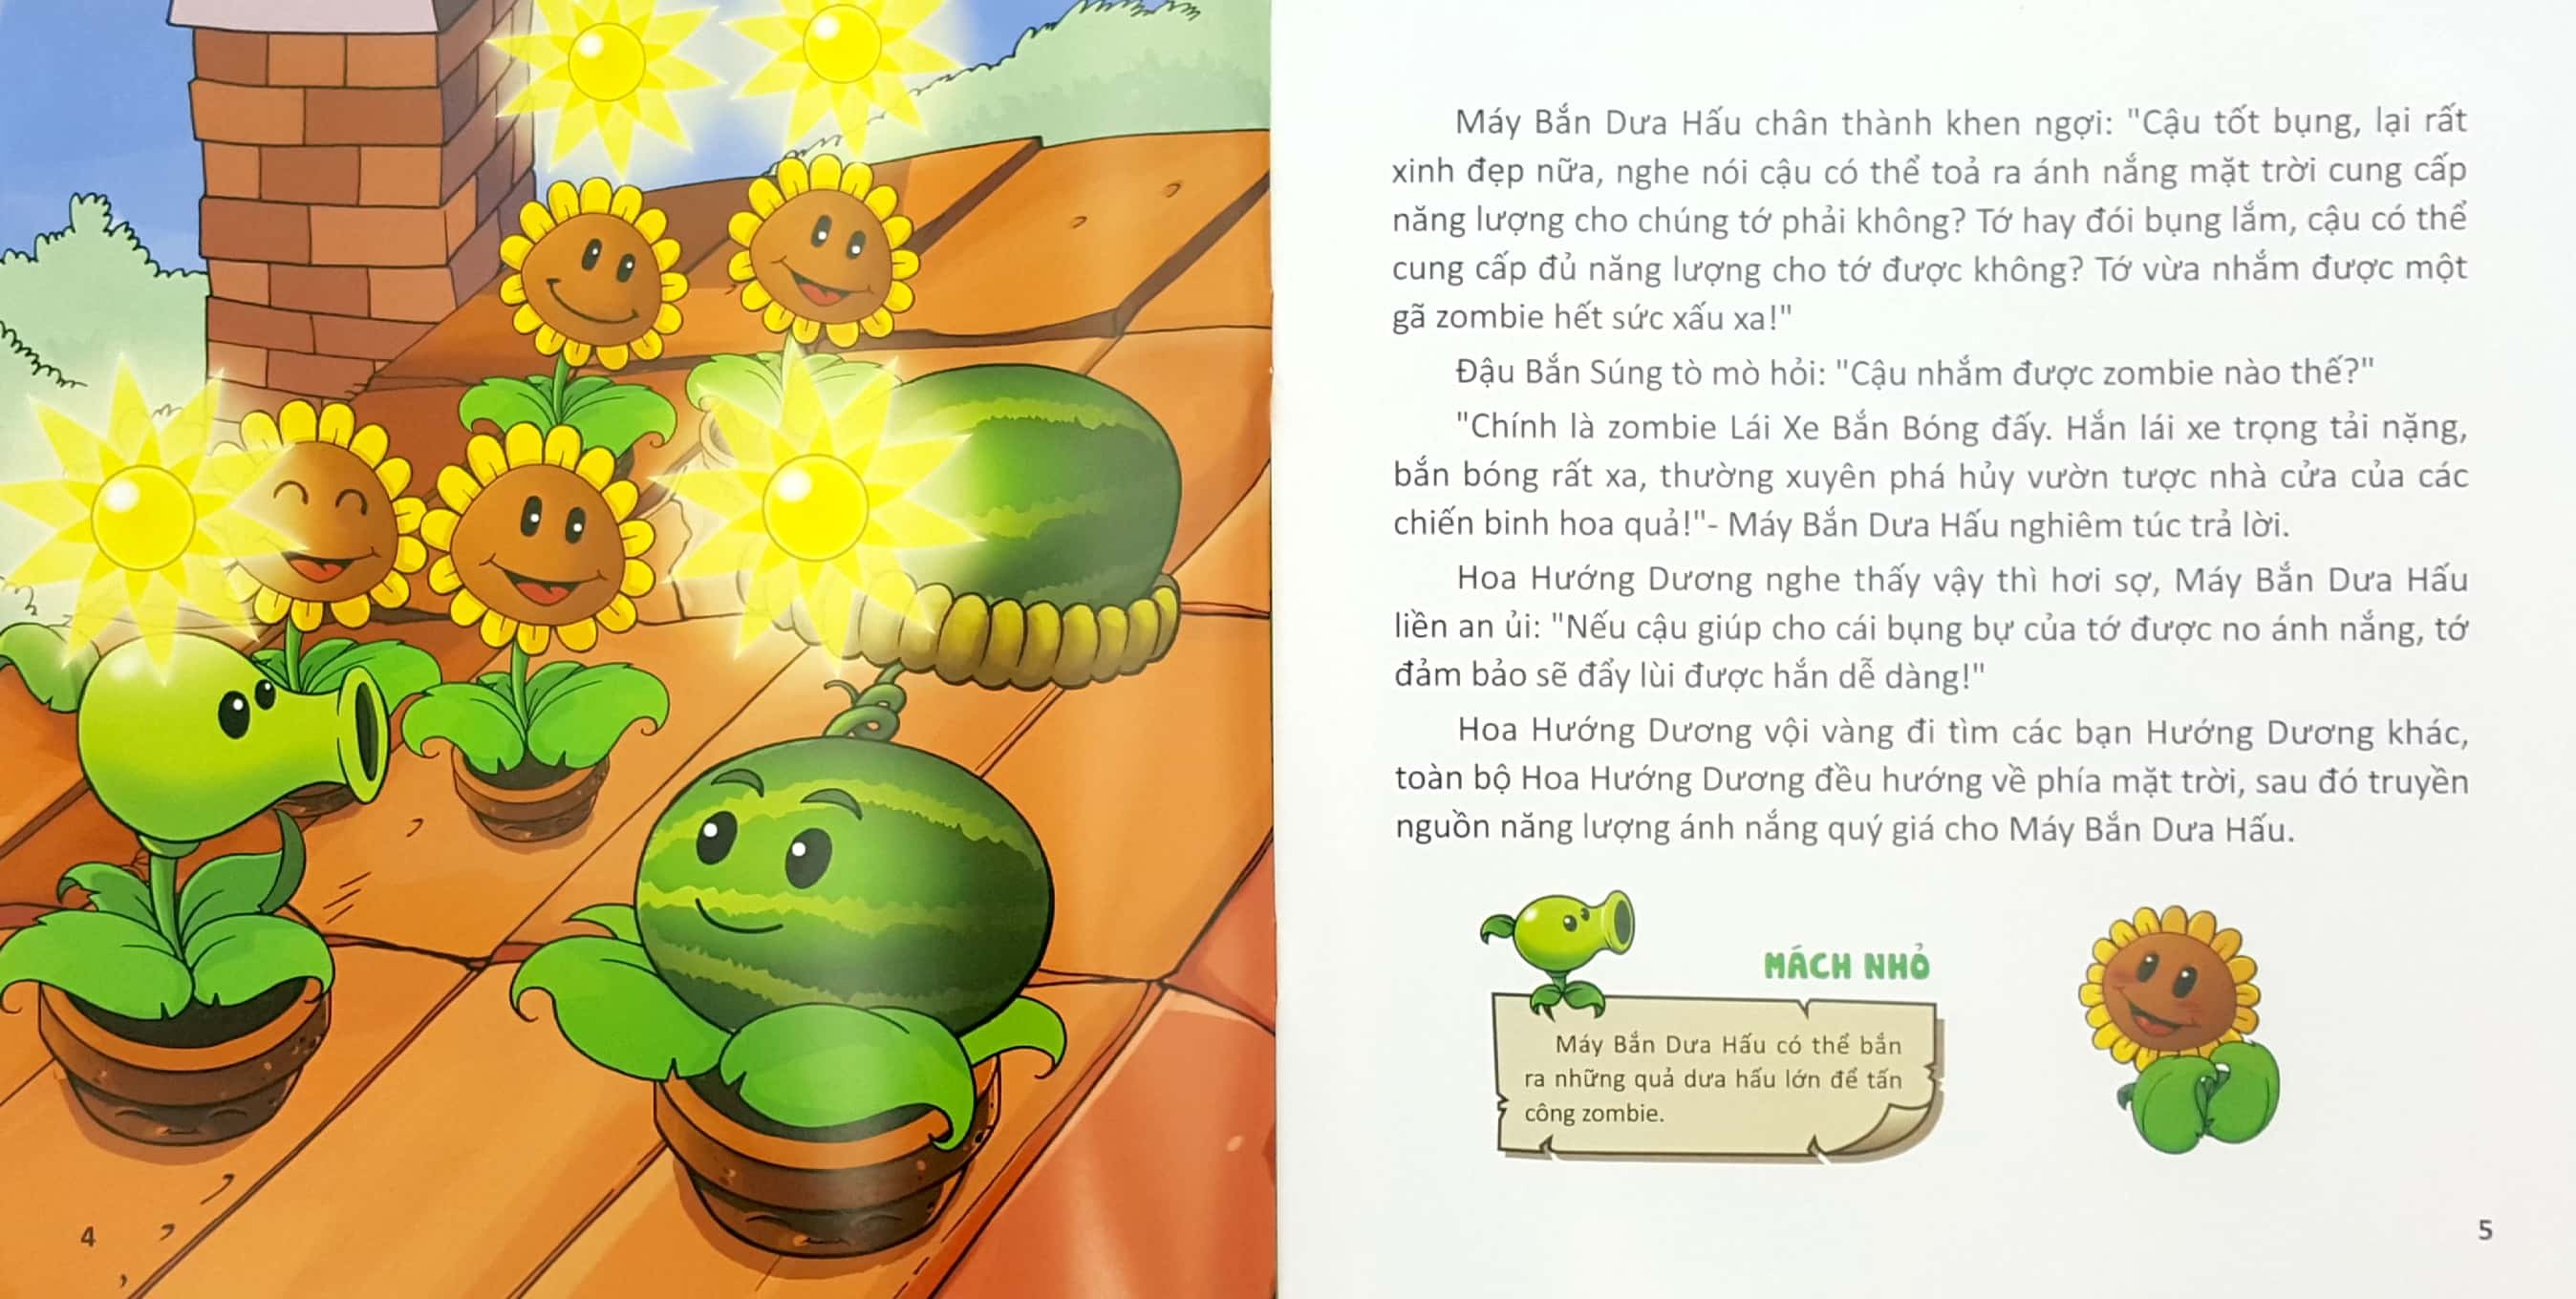 Máy Bắn Dưa Hấu chân thành khen ngợi: "Cậu tốt bụng, lại rất
xinh đẹp nữa, nghe nói cậu có thể toả ra ánh nắng mặt trời cung cấp
năng lượng cho chúng tớ phải không? Tớ hay đói bụng lắm, cậu có thể
cung cấp đủ năng lượng cho tớ được không? Tớ vừa nhắm được một
gã zombie hết sức xấu xa!"
Đậu Bắn Súng tò mò hỏi: "Cậu nhắm được zombie nào thế?"
"Chính là zombie Lái Xe Bắn Bóng đấy. Hắn lái xe trọng tải nặng,
bắn bóng rất xa, thường xuyên phá hủy vườn tược nhà cửa của các
chiến binh hoa quả!"- Máy Bắn Dưa Hấu nghiêm túc trả lời.
Hoa Hướng Dương nghe thấy vậy thì hơi sợ, Máy Bắn Dưa Hấu
liền an ủi: "Nếu cậu giúp cho cái bụng bự của tớ được no ánh nắng, tớ
đảm bảo sẽ đẩy lùi được hắn dễ dàng!"
Hoa Hướng Dương vội vàng đi tìm các bạn Hướng Dương khác,
toàn bộ Hoa Hướng Dương đều hướng về phía mặt trời, sau đó truyền
nguồn năng lượng ánh nắng quý giá cho Máy Bắn Dưa Hấu.
MÁCH NHỎ
Máy Bắn Dưa Hấu có thể bắn
ra những quả dưa hấu lớn để tấn
công zombie.
4
5